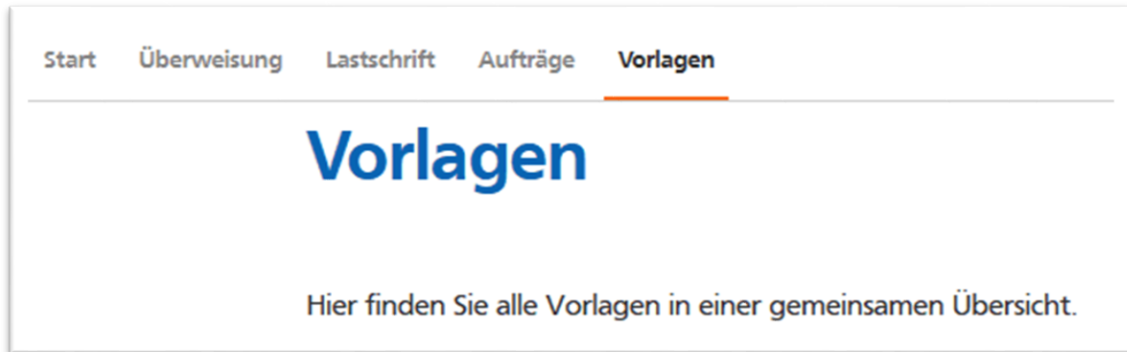 Start Überweisung Lastschrift Aufträge Vorlagen
Vorlagen
Hier finden Sie alle Vorlagen in einer gemeinsamen Übersicht.